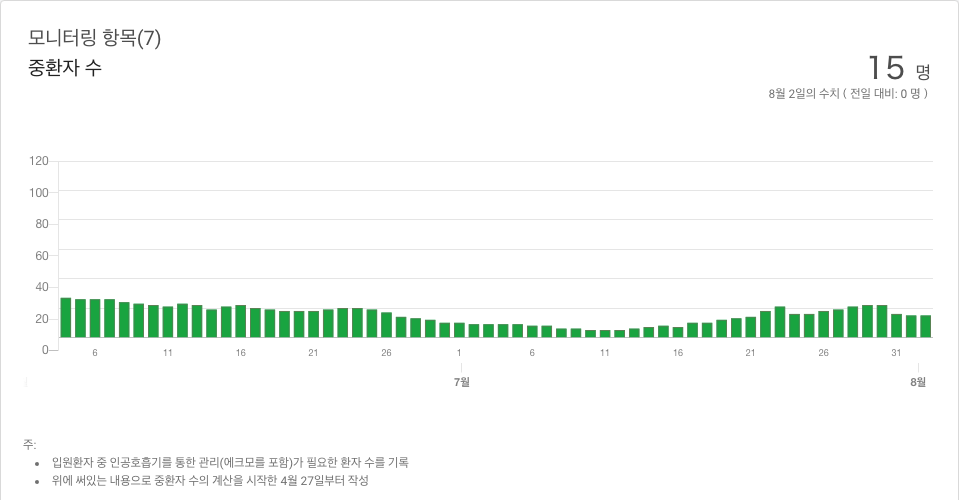 모니터링 항목(7)
중환자 수
15 명
8월 2일의 수치 ( 전일 대비: 0 명 )
120
100
80
60
40
20
0
6 11 16 21 26 1 6 11 16 21 26 31
7월 8월
주:
• 입원환자 중 인공호흡기를 통한 관리(에크모를 포함)가 필요한 환자 수를 기록
• 위에 써있는 내용으로 중환자 수의 계산을 시작한 4월 27일부터 작성